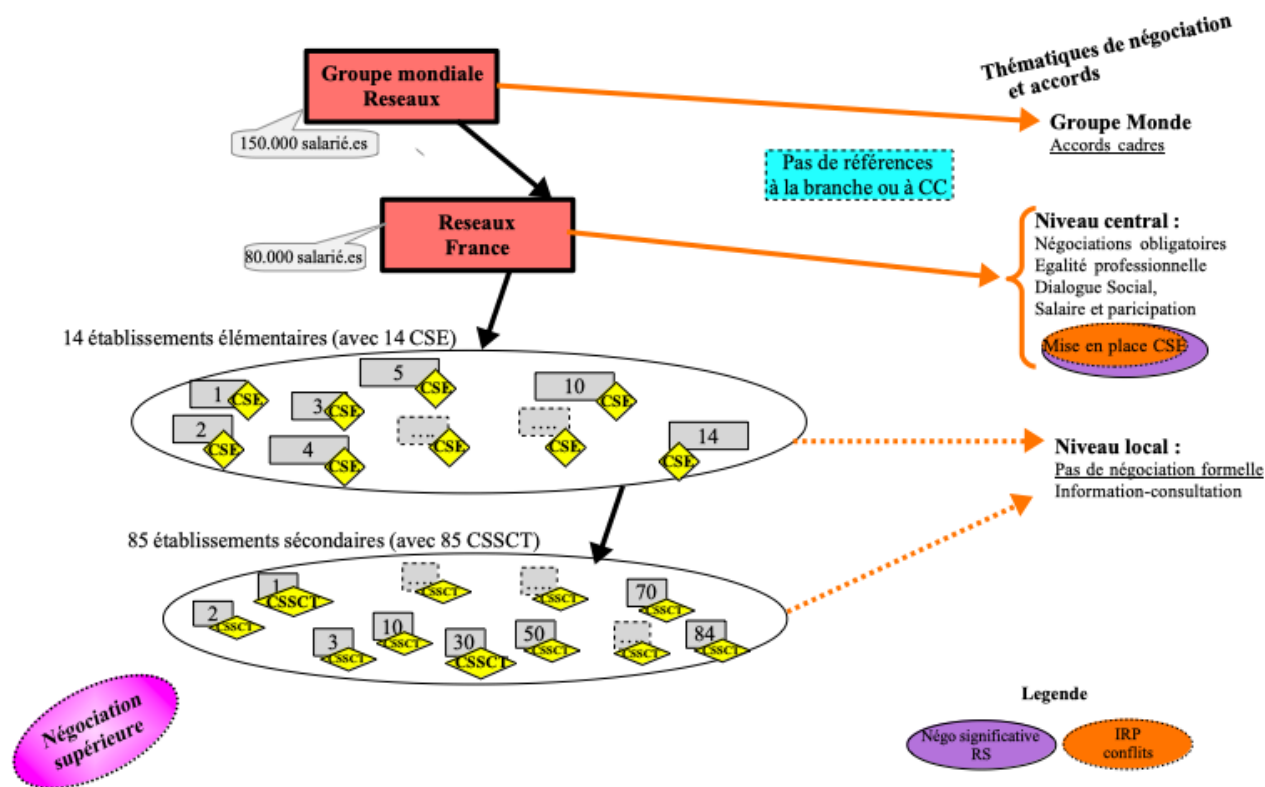 Groupe mondiale
Reseaux
150.000 salarié.es
Thématiques de négociation
et accords
Groupe Monde
Accords cadres
Pas de références
à la branche ou à CC
Reseaux
France
80.000 salarié.es
Niveau central :
Négociations obligatoires
Egalité professionnelle
Dialogue Social,
Salaire et paricipation
Mise en place CSE
14 établissements élémentaires (avec 14 CSE)
1 CSE
2 CSE
3 CSE
4 CSE
5 CSE
.... CSE
.... CSE
10 CSE
14 CSE
Niveau local :
Pas de négociation formelle
Information-consultation
85 établissements sécondaires (avec 85 CSSCT)
1 CSSCT
2 CSSCT
3 CSSCT
10 CSSCT
.... CSSCT
30 CSSCT
50 CSSCT
.... CSSCT
.... CSSCT
70 CSSCT
84 CSSCT
Négociation
supérieure
Legende
Négo significative
RS
IRP
conflits